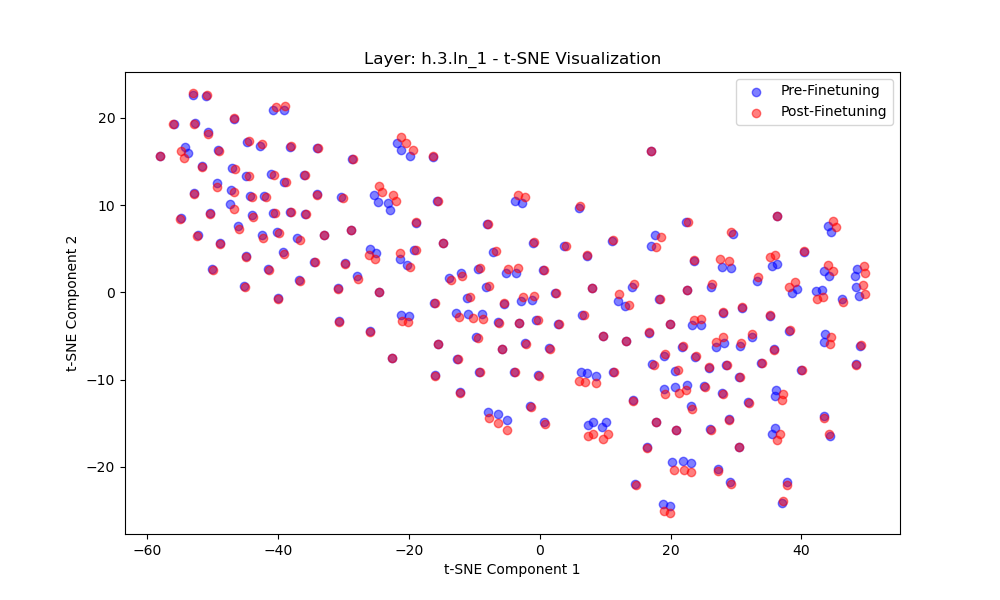 Layer: h.3.ln_1 - t-SNE Visualization
Pre-Finetuning
Post-Finetuning
t-SNE Component 2
20
10
0
−10
−20
−60
−40
−20
0
20
40
t-SNE Component 1